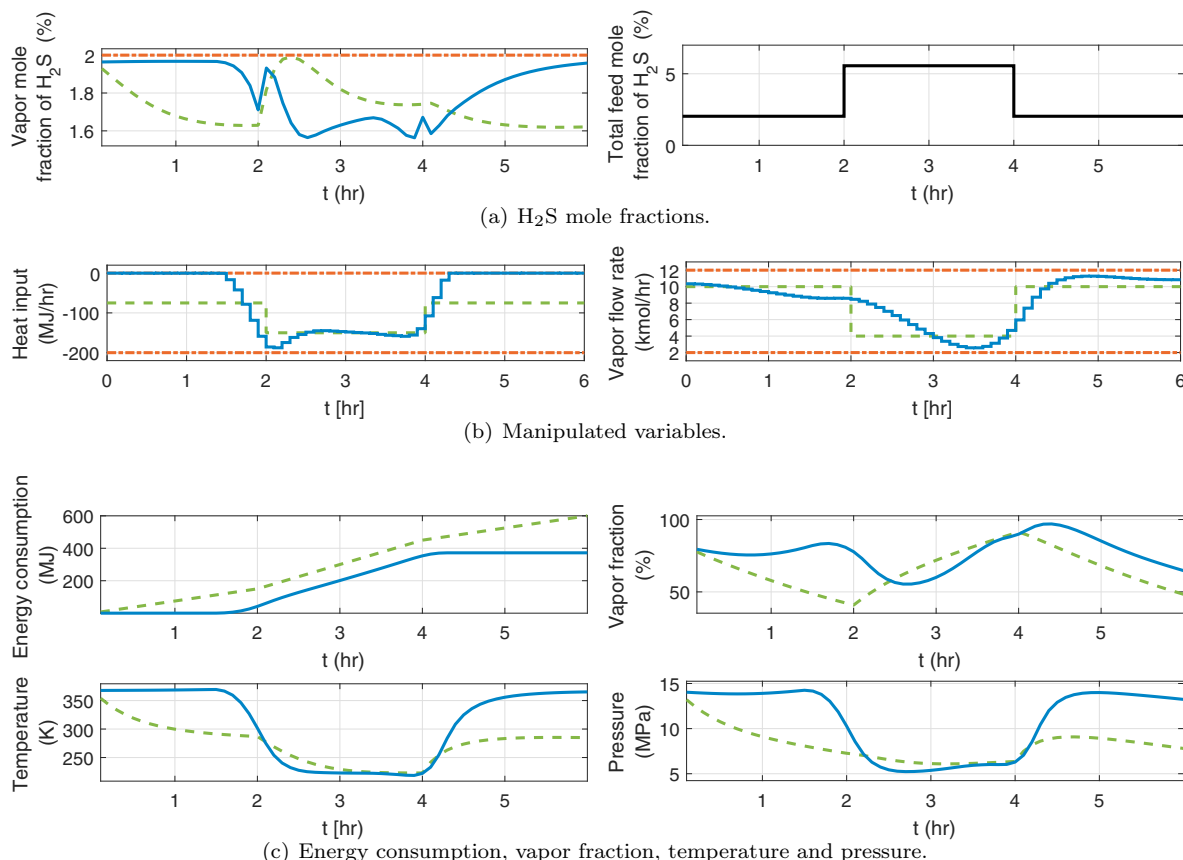 Vapor mole
fraction of H2S (%)
2
1.8
1.6
1 2 3 4 5
t (hr)
Total feed mole
fraction of H2S (%)
5
0
1 2 3 4 5
t (hr)
(a) H2S mole fractions.
Heat input
(MJ/hr)
0
-100
-200
0 1 2 3 4 5 6
t [hr]
Vapor flow rate
(kmol/hr)
12
10
8
6
4
2
0 1 2 3 4 5 6
t [hr]
(b) Manipulated variables.
Energy consumption
(MJ)
600
400
200
1 2 3 4 5
t (hr)
Vapor fraction
(%)
100
50
1 2 3 4 5
t (hr)
Temperature
(K)
350
300
250
1 2 3 4 5
t [hr)
Pressure
(MPa)
15
10
5
1 2 3 4 5
t (hr)
(c) Energy consumption, vapor fraction, temperature and pressure.